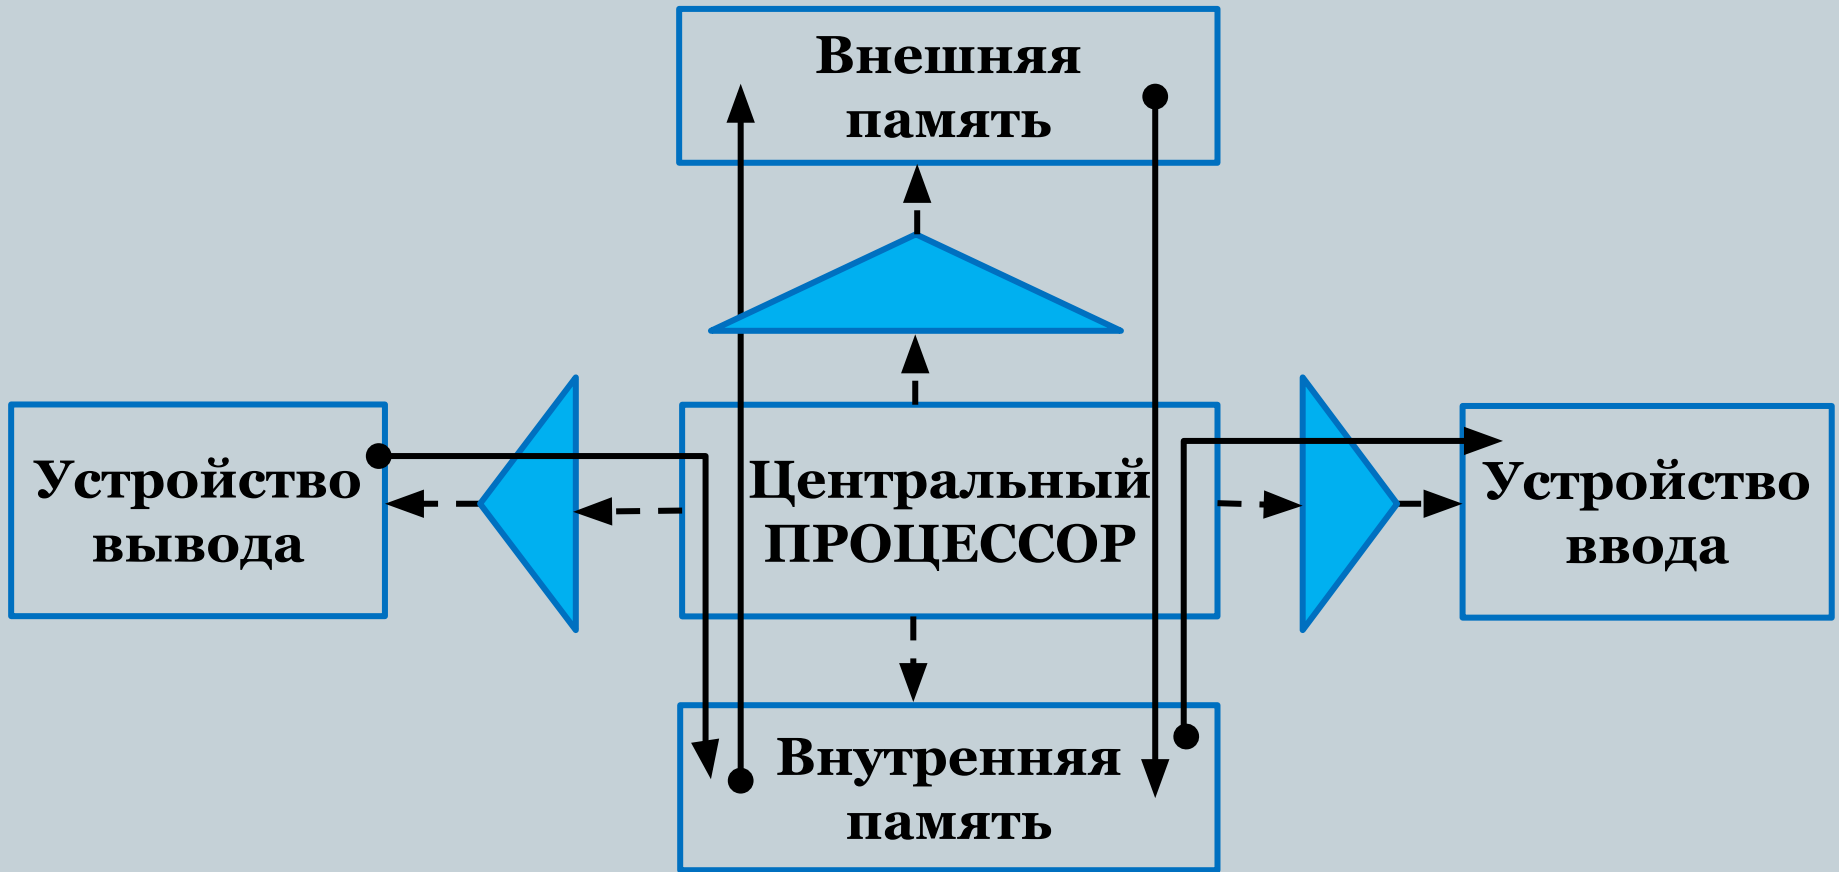 Внешняя
память
Устройство
вывода
Центральный
ПРОЦЕССОР
Устройство
ввода
Внутренняя
память